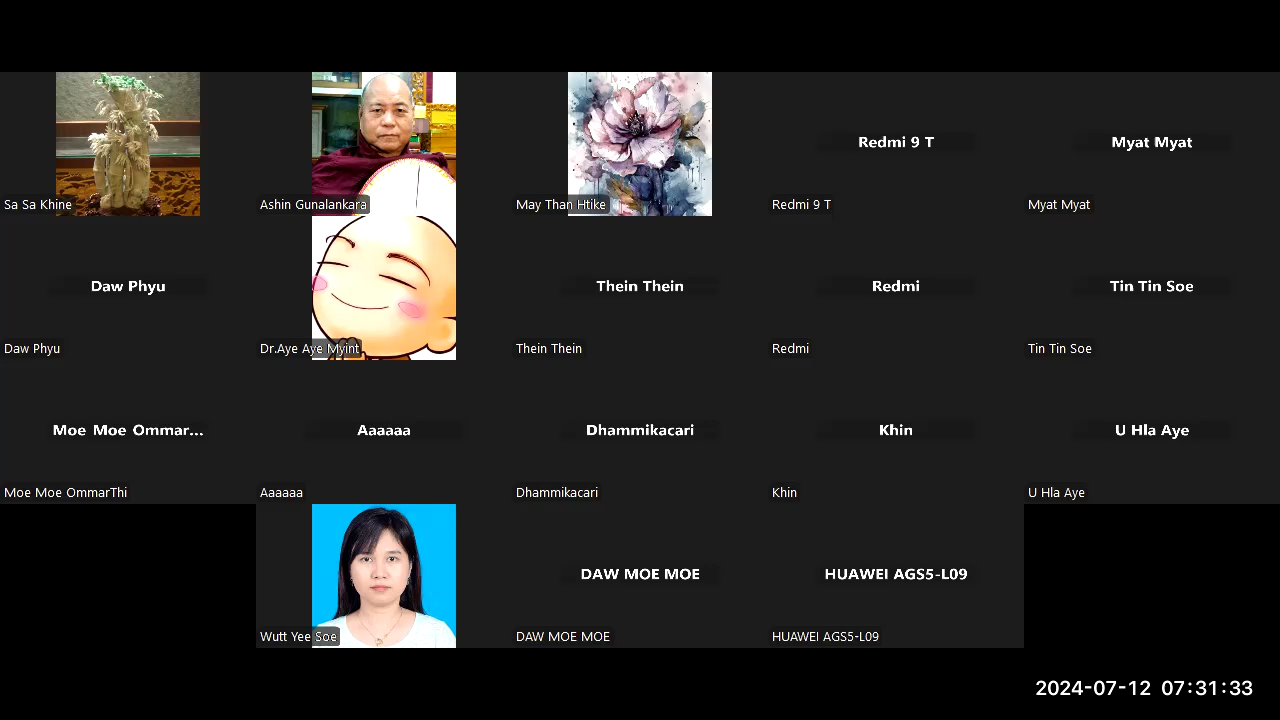 Sa Sa Khine
Ashin Gunalankara
May Than Htike
Redmi 9 T
Redmi 9 T
Myat Myat
Myat Myat
Daw Phyu
Daw Phyu
Dr.Aye Aye Myint
Thein Thein
Thein Thein
Redmi
Redmi
Tin Tin Soe
Tin Tin Soe
Moe Moe Ommar...
Moe Moe OmmarThi
Aaaaaa
Aaaaaa
Dhammikacari
Dhammikacari
Khin
Khin
U Hla Aye
U Hla Aye
Wutt Yee Soe
DAW MOE MOE
DAW MOE MOE
HUAWEI AGS5-L09
HUAWEI AGS5-L09
2024-07-12 07:31:33